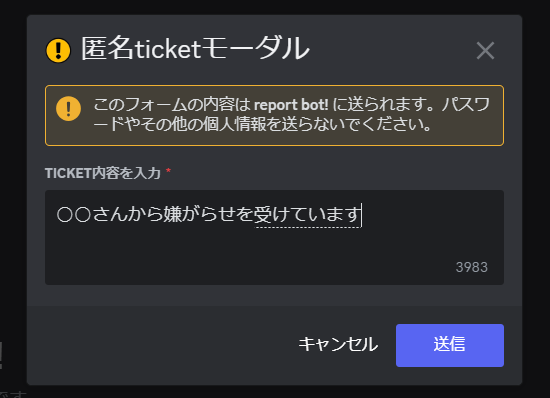 匿名ticketモーダル
このフォームの内容は report bot! に送られます。パスワ
ードやその他の個人情報を送らないでください。
TICKET内容を入力 *
〇〇さんから嫌がらせを受けています
3983
キャンセル
送信
!